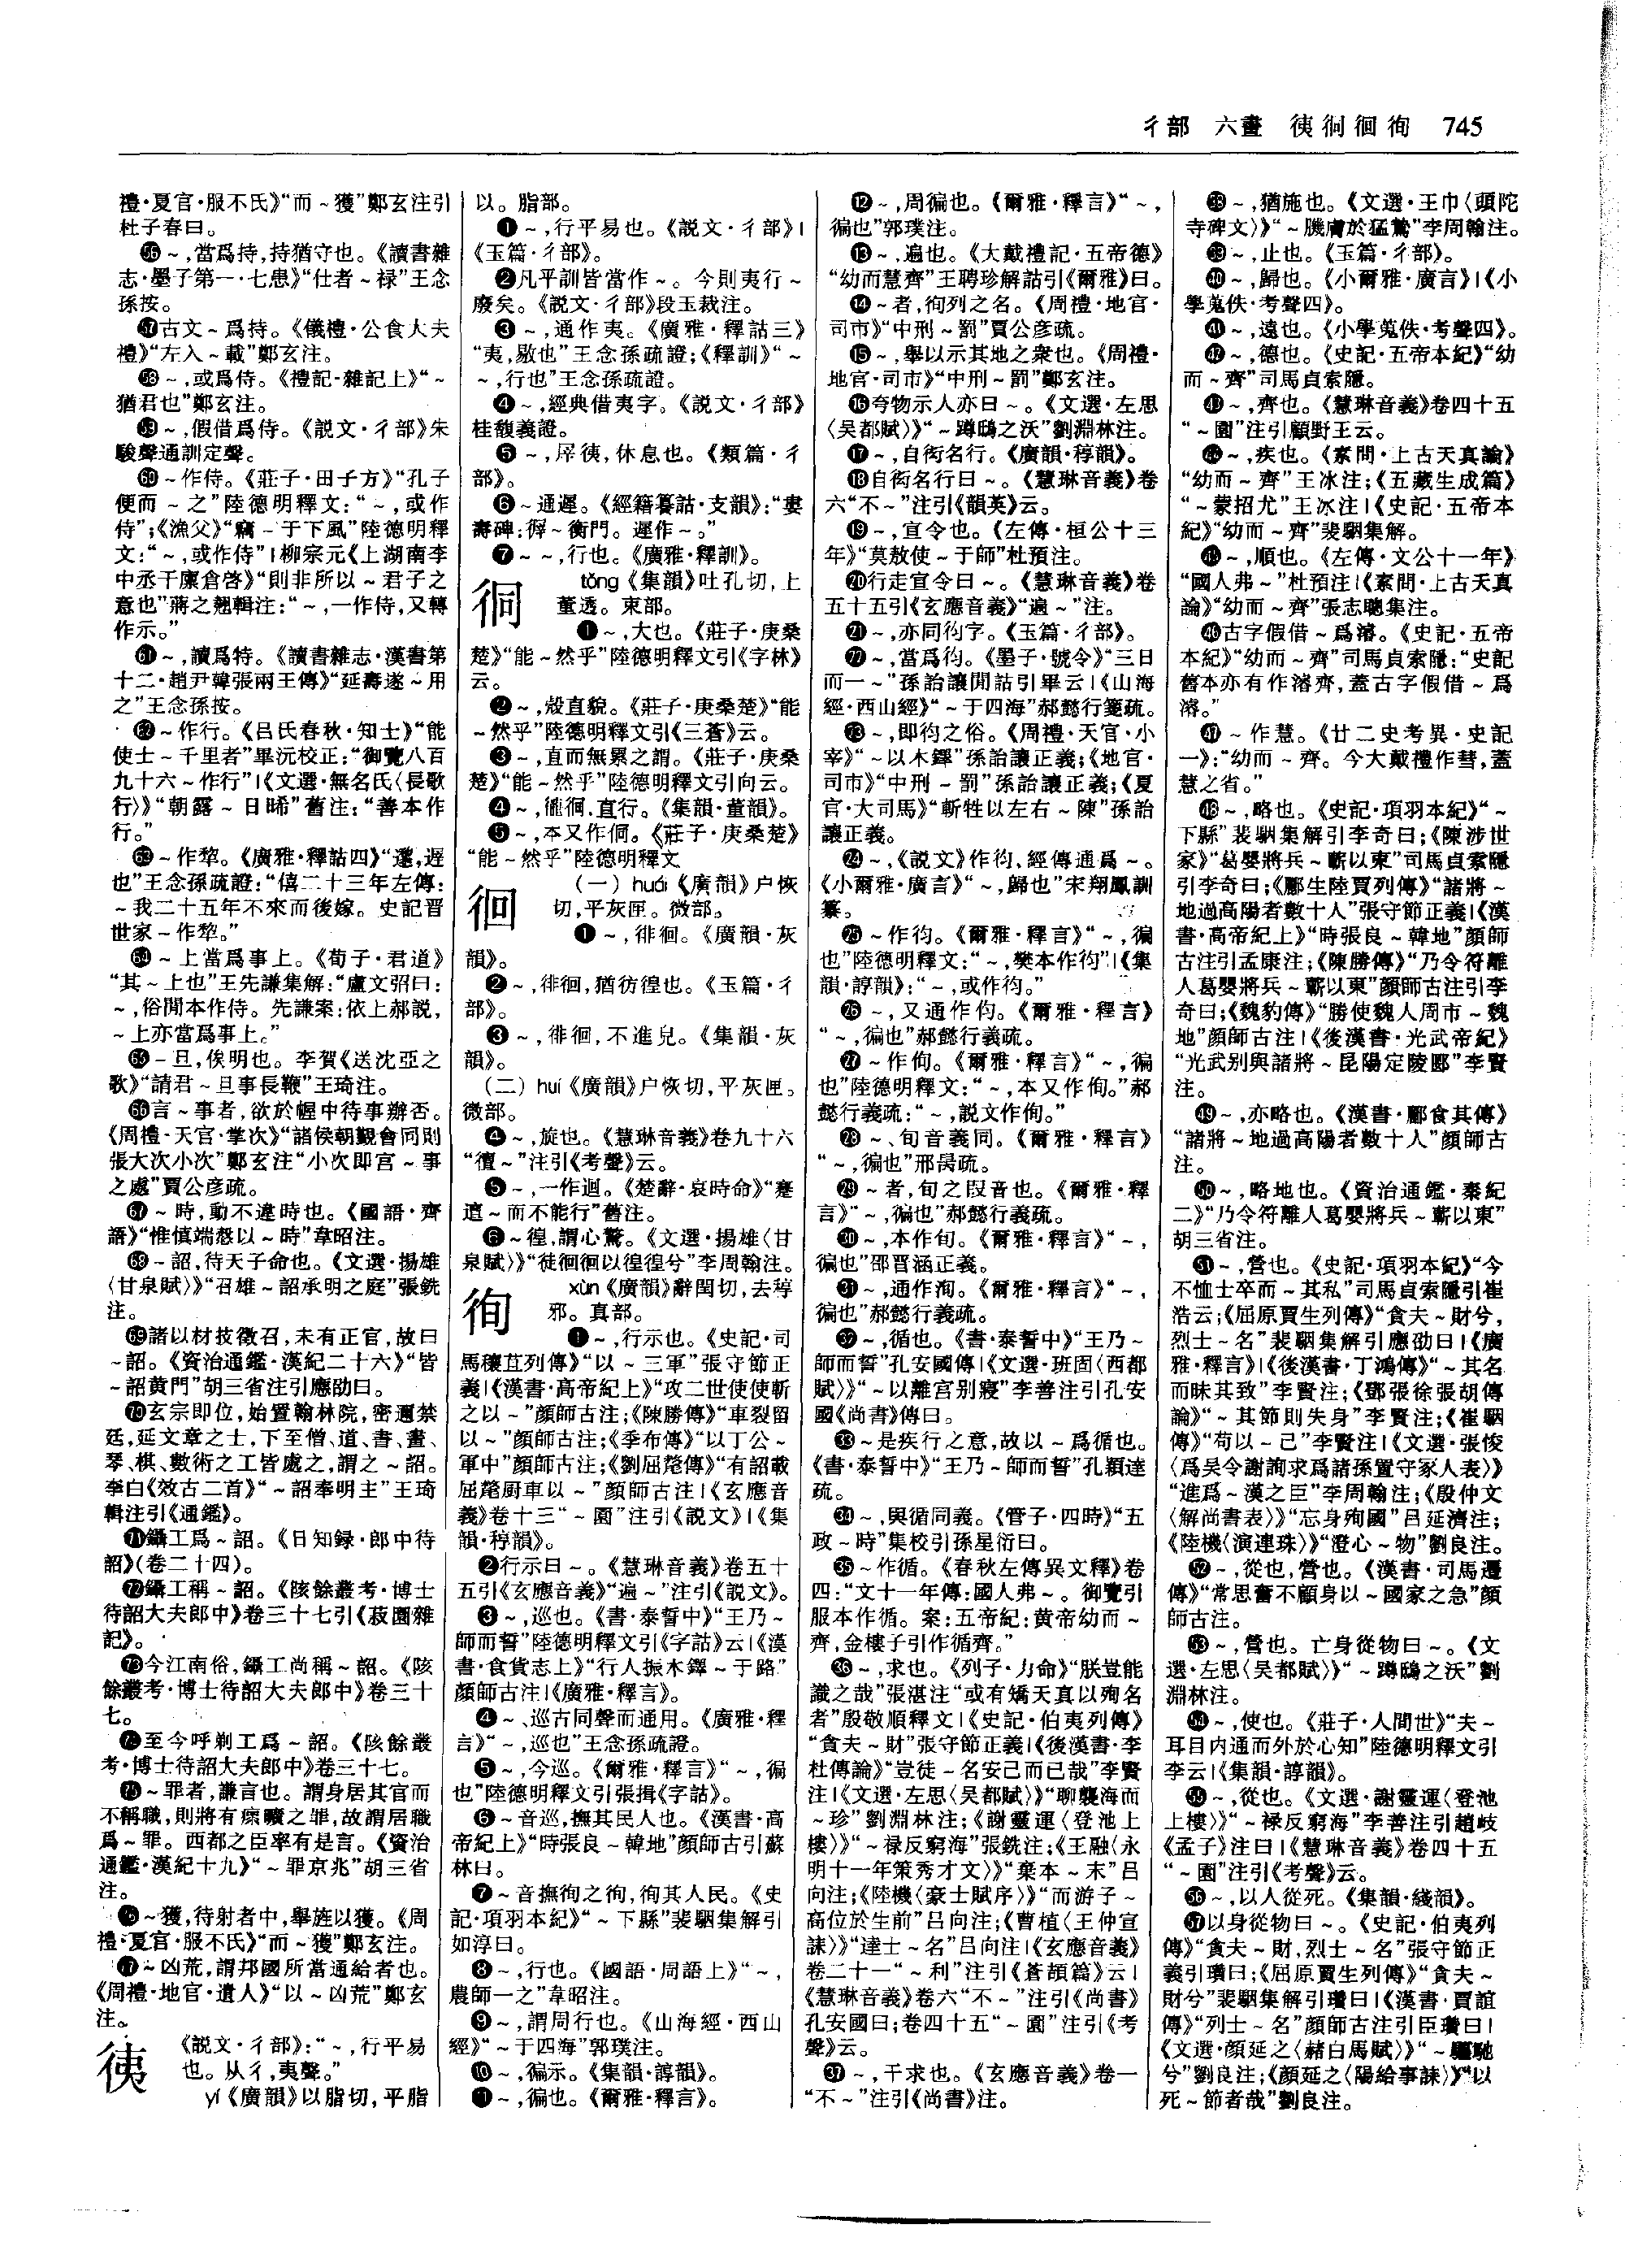 彳部　六畫　徺徊徊徇　745
禮·夏官·服不氏》“而～獲”鄭玄注引
杜子春曰。
56～,當爲持,持猶守也。《讀書雜
志·墨子第一·七患》“仕者～禄”王念
孫按。
57古文～爲持。《儀禮·公食大夫
禮》“左人～載”鄭玄注。
58～,或爲侍。《禮記·雜記上》“～
猶君也”鄭玄注。
59～,假借爲侍。《説文·彳部》朱
駿聲通訓定聲。
60～作侍。《莊子·田子方》“孔子
便而～之”陸德明釋文:“～,或作
侍”;《漁父》“竊～于下風”陸德明釋
文:“～,或作侍”|柳宗元《上湖南李
中丞干廩倉啓》“則非所以～君子之
意也”蔣之翹輯注:“～,一作侍,又轉
作示。”
61～,讀爲特。《讀書雜志·漢書第
十二·趙尹韓張兩王傳》“延壽遂～用
之”王念孫按。
62～作行。《吕氏春秋·知士》“能
使士～千里者”畢沅校正:“御覽八百
九十六～作行”|《文選·無名氏〈長歌
行〉》“朝露～日晞”舊注:“善本作
行。”
63～作犂。《廣雅·釋詁四》“邌,遲
也”王念孫疏證:“僖二十三年左傳:
～我二十五年不來而後嫁。史記晋
世家～作犂。”
64～上當爲事上。《荀子·君道》
“其～上也”王先謙集解:“盧文弨曰:
～,俗閒本作侍。先謙案:依上郝説,
～上亦當爲事上。”
65～旦,俟明也。李賀《送沈亞之
歌》“請君～旦事長鞭”王琦注。
66言～事者,欲於幄中待事辦否。
《周禮·天官·掌次》“諸侯朝覲會同則
張大次小次”鄭玄注“小次即宫～事
之處”賈公彦疏。
67～時,動不違時也。《國語·齊
語》“惟慎端慤以～時”韋昭注。
68～詔,待天子命也。《文選·揚雄
〈甘泉賦〉》“召雄～詔承明之庭”張銑
注。
69諸以材技徵召,未有正官,故曰
～詔。《資治通鑑·漢紀二十六》“皆
～詔黄門”胡三省注引應劭曰。
70玄宗即位,始置翰林院,密邇禁
廷,延文章之士,下至僧、道、書、畫、
琴、棋、數術之工皆處之,謂之～詔。
李白《效古二首》“～詔奉明主”王琦
輯注引《通鑑》。
71鑷工爲～詔。《日知録·郎中待
詔》(卷二十四)。
72鑷工稱～詔。《陔餘叢考·博士
待詔大夫郎中》卷三十七引《菽園雜
記》。
73今江南俗,鑷工尚稱～詔。《陔
餘叢考·博士待詔大夫郎中》卷三十
七。
74至今呼剃工爲～詔。《陔餘叢
考·博士待詔大夫郎中》卷三十七。
75～罪者,謙言也。謂身居其官而
不稱職,則將有瘝曠之罪,故謂居職
爲～罪。西都之臣率有是言。《資治
通鑑·漢紀十九》“～罪京兆”胡三省
注。
76～獲,待射者中,舉旌以獲。《周
禮·夏官·服不氏》“而～獲”鄭玄注。
77～凶荒,謂邦國所當通給者也。
《周禮·地官·遺人》“以～凶荒”鄭玄
注。
徺
《説文·彳部》:“～,行平易
也。从彳,夷聲。”
yí《廣韻》以脂切,平脂
以。脂部。
❶～,行平易也。《説文·彳部》|
《玉篇·彳部》。
❷凡平訓皆當作～。今則夷行～
廢矣。《説文·彳部》段玉裁注。
❸～,通作夷。《廣雅·釋詁三》
“夷,敭也”王念孫疏證;《釋訓》“～
～,行也”王念孫疏證。
❹～,經典借夷字。《説文·彳部》
桂馥義證。
❺～,屖徺,休息也。《類篇·彳
部》。
❻～通遲。《經籍籑詁·支韻》:“婁
壽碑:徲～衡門。遲作～。”
❼～～,行也。《廣雅·釋訓》。
徊
tǒng《集韻》吐孔切,上
董透。東部。
❶～,大也。《莊子·庚桑
楚》“能～然乎”陸德明釋文引《字林》
云。
❷～,殻直貌。《莊子·庚桑楚》“能
～然乎”陸德明釋文引《三蒼》云。
❸～,直而無累之謂。《莊子·庚桑
楚》“能～然乎”陸德明釋文引向云。
❹～,徿徊,直行。《集韻·董韻》。
❺～,本又作侗。《莊子·庚桑楚》
“能～然乎”陸德明釋文
徊
(一) huái《廣韻》户恢
切,平灰匣。微部。
❶～,徘徊。《廣韻·灰
韻》。
❷～,徘徊,猶彷徨也。《玉篇·彳
部》。
❸～,徘徊,不進皃。《集韻·灰
韻》。
(二) huí《廣韻》户恢切,平灰匣。
微部。
❹～,旋也。《慧琳音義》卷九十六
“儃～”注引《考聲》云。
❺～,一作迴。《楚辭·哀時命》“蹇
邅～而不能行”舊注。
❻～徨,謂心驚。《文選·揚雄〈甘
泉賦〉》“徒徊徊以徨徨兮”李周翰注。
徇
xùn《廣韻》辭閏切,去稕
邪。真部。
❶～,行示也。《史記·司
馬穰苴列傳》“以～三軍”張守節正
義|《漢書·高帝紀上》“攻二世使使斬
之以～”顔師古注;《陳勝傳》“車裂留
以～”顔師古注;《季布傳》“以丁公～
軍中”顔師古注;《劉屈氂傳》“有詔載
屈氂厨車以～”顔師古注|《玄應音
義》卷十三“～園”注引《説文》|《集
韻·稕韻》。
❷行示曰～。《慧琳音義》卷五十
五引《玄應音義》“遍～”注引《説文》。
❸～,巡也。《書·泰誓中》“王乃～
師而誓”陸德明釋文引《字詁》云|《漢
書·食貨志上》“行人振木鐸～于路”
顔師古注|《廣雅·釋言》。
❹～、巡古同聲而通用。《廣雅·釋
言》“～,巡也”王念孫疏證。
❺～,今巡。《爾雅·釋言》“～,徧
也”陸德明釋文引張揖《字詁》。
❻～音巡,撫其民人也。《漢書·高
帝紀上》“時張良～韓地”顔師古引蘇
林曰。
❼～音撫徇之徇,徇其人民。《史
記·項羽本紀》“～下縣”裴駰集解引
如淳曰。
❽～,行也。《國語·周語上》“～,
農師一之”韋昭注。
❾～,謂周行也。《山海經·西山
經》“～于四海”郭璞注。
❿～,徧示。《集韻·諄韻》。
⓫～,徧也。《爾雅·釋言》。
⓬～,周徧也。《爾雅·釋言》“～,
徧也”郭璞注。
⓭～,遍也。《大戴禮記·五帝德》
“幼而慧齊”王聘珍解詁引《爾雅》曰。
⓮～者,徇列之名。《周禮·地官·
司市》“中刑～罰”賈公彦疏。
⓯～,舉以示其地之衆也。《周禮·
地官·司市》“中刑～罰”鄭玄注。
⓰夸物示人亦曰～。《文選·左思
〈吴都賦〉》“～蹲鴟之沃”劉淵林注。
⓱～,自衒名行。《廣韻·稕韻》。
⓲自衒名行曰～。《慧琳音義》卷
六“不～”注引《韻英》云。
⓳～,宣令也。《左傳·桓公十三
年》“莫敖使～于師”杜預注。
⓴行走宣令曰～。《慧琳音義》卷
五十五引《玄應音義》“遍～”注。
21～,亦同徇字。《玉篇·彳部》。
22～,當爲徇。《墨子·號令》“三日
而一～”孫詒讓閒詁引畢云|《山海
經·西山經》“～于四海”郝懿行箋疏。
23～,即徇之俗。《周禮·天官·小
宰》“～以木鐸”孫詒讓正義;《地官·
司市》“中刑～罰”孫詒讓正義;《夏
官·大司馬》“斬牲以左右～陳”孫詒
讓正義。
24～,《説文》作徇,經傳通爲～。
《小爾雅·廣言》“～,歸也”宋翔鳳訓
纂。
25～作徇。《爾雅·釋言》“～,徧
也”陸德明釋文:“～,樊本作徇”|《集
韻·諄韻》:“～,或作徇。”
26～,又通作伨。《爾雅·釋言》
“～,徧也”郝懿行義疏。
27～作侚。《爾雅·釋言》“～,徧
也”陸德明釋文:“～,本又作侚。”郝
懿行義疏:“～,説文作侚。”
28～、旬音義同。《爾雅·釋言》
“～,徧也”邢昺疏。
29～者,旬之叚音也。《爾雅·釋
言》“～,徧也”郝懿行義疏。
30～,本作旬。《爾雅·釋言》“～,
徧也”邵晋涵正義。
31～,通作洵。《爾雅·釋言》“～,
徧也”郝懿行義疏。
32～,循也。《書·泰誓中》“王乃～
師而誓”孔安國傳|《文選·班固〈西都
賦〉》“～以離宫别寢”李善注引孔安
國《尚書》傳曰。
33～是疾行之意,故以～爲循也。
《書·泰誓中》“王乃～師而誓”孔穎達
疏。
34～,與循同義。《管子·四時》“五
政～時”集校引孫星衍曰。
35～作循。《春秋左傳異文釋》卷
四:“文十一年傳:國人弗～。御覽引
服本作循。案:五帝紀:黄帝幼而～
齊,金樓子引作循齊。”
36～,求也。《列子·力命》“朕豈能
識之哉”張湛注“或有矯天真以殉名
者”殷敬順釋文|《史記·伯夷列傳》
“貪夫～財”張守節正義|《後漢書·李
杜傳論》“豈徒～名安己而已哉”李賢
注|《文選·左思〈吴都賦〉》“聊襲海而
～珍”劉淵林注;《謝靈運〈登池上
樓〉》“～禄反窮海”張銑注;《王融〈永
明十一年策秀才文〉》“棄本～末”吕
向注;《陸機〈豪士賦序〉》“而游子～
高位於生前”吕向注;《曹植〈王仲宣
誄〉》“達士～名”吕向注|《玄應音義》
卷二十一“～利”注引《蒼頡篇》云|
《慧琳音義》卷六“不～”注引《尚書》
孔安國曰;卷四十五“～園”注引《考
聲》云。
37～,干求也。《玄應音義》卷一
“不～”注引《尚書》注。
38～,猶施也。《文選·王巾〈頭陀
寺碑文〉》“～膬膚於猛鷙”李周翰注。
39～,止也。《玉篇·彳部》。
40～,歸也。《小爾雅·廣言》|《小
學蒐佚·考聲四》。
41～,遠也。《小學蒐佚·考聲四》。
42～,德也。《史記·五帝本紀》“幼
而～齊”司馬貞索隱。
43～,齊也。《慧琳音義》卷四十五
“～園”注引顧野王云。
44～,疾也。《素問·上古天真論》
“幼而～齊”王冰注;《五藏生成篇》
“～蒙招尤”王冰注|《史記·五帝本
紀》“幼而～齊”裴駰集解。
45～,順也。《左傳·文公十一年》
“國人弗～”杜預注|《素問·上古天真
論》“幼而～齊”張志聰集注。
46古字假借～爲濬。《史記·五帝
本紀》“幼而～齊”司馬貞索隱:“史記
舊本亦有作濬齊,蓋古字假借～爲
濬。”
47～作慧。《廿二史考異·史記
一》:“幼而～齊。今大戴禮作彗,蓋
慧之省。”
48～,略也。《史記·項羽本紀》“～
下縣”裴駰集解引李奇曰;《陳涉世
家》“葛嬰將兵～蘄以東”司馬貞索隱
引李奇曰;《酈生陸賈列傳》“諸將～
地過高陽者數十人”張守節正義|《漢
書·高帝紀上》“時張良～韓地”顔師
古注引孟康注;《陳勝傳》“乃令符離
人葛嬰將兵～蘄以東”顔師古注引李
奇曰;《魏豹傳》“勝使魏人周市～魏
地”顔師古注|《後漢書·光武帝紀》
“光武别與諸將～昆陽定陵郾”李賢
注。
49～,亦略也。《漢書·酈食其傳》
“諸將～地過高陽者數十人”顔師古
注。
50～,略地也。《資治通鑑·秦紀
二》“乃令符離人葛嬰將兵～蘄以東”
胡三省注。
51～,營也。《史記·項羽本紀》“今
不恤士卒而～其私”司馬貞索隱引崔
浩云;《屈原賈生列傳》“貪夫～財兮,
烈士～名”裴駰集解引應劭曰|《廣
雅·釋言》|《後漢書·丁鴻傳》“～其名
而昧其致”李賢注;《鄧張徐張胡傳
論》“～其節則失身”李賢注;《崔駰
傳》“苟以～己”李賢注|《文選·張悛
〈爲吴令謝詢求爲諸孫置守冢人表〉》
“進爲～漢之臣”李周翰注;《殷仲文
〈解尚書表〉》“忘身殉國”吕延濟注;
《陸機〈演連珠〉》“澄心～物”劉良注。
52～,從也,營也。《漢書·司馬遷
傳》“常思奮不顧身以～國家之急”顔
師古注。
53～,營也。亡身從物曰～。《文
選·左思〈吴都賦〉》“～蹲鴟之沃”劉
淵林注。
54～,使也。《莊子·人間世》“夫～
耳目内通而外於心知”陸德明釋文引
李云|《集韻·諄韻》。
55～,從也。《文選·謝靈運〈登池
上樓〉》“～禄反窮海”李善注引趙岐
《孟子》注曰|《慧琳音義》卷四十五
“～園”注引《考聲》云。
56～,以人從死。《集韻·綫韻》。
57以身從物曰～。《史記·伯夷列
傳》“貪夫～財,烈士～名”張守節正
義引瓚曰;《屈原賈生列傳》“貪夫～
財兮”裴駰集解引瓚曰|《漢書·賈誼
傳》“列士～名”顔師古注引臣瓚曰|
《文選·顔延之〈赭白馬賦〉》“～驅馳
兮”劉良注;《顔延之〈陽給事誄〉》“以
死～節者哉”劉良注。